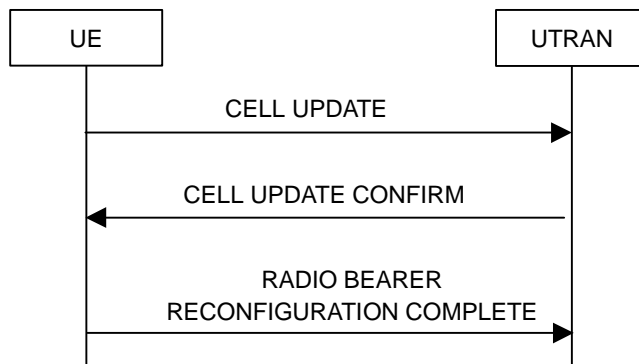 UE
UTRAN
CELL UPDATE
CELL UPDATE CONFIRM
RADIO BEARER
RECONFIGURATION COMPLETE